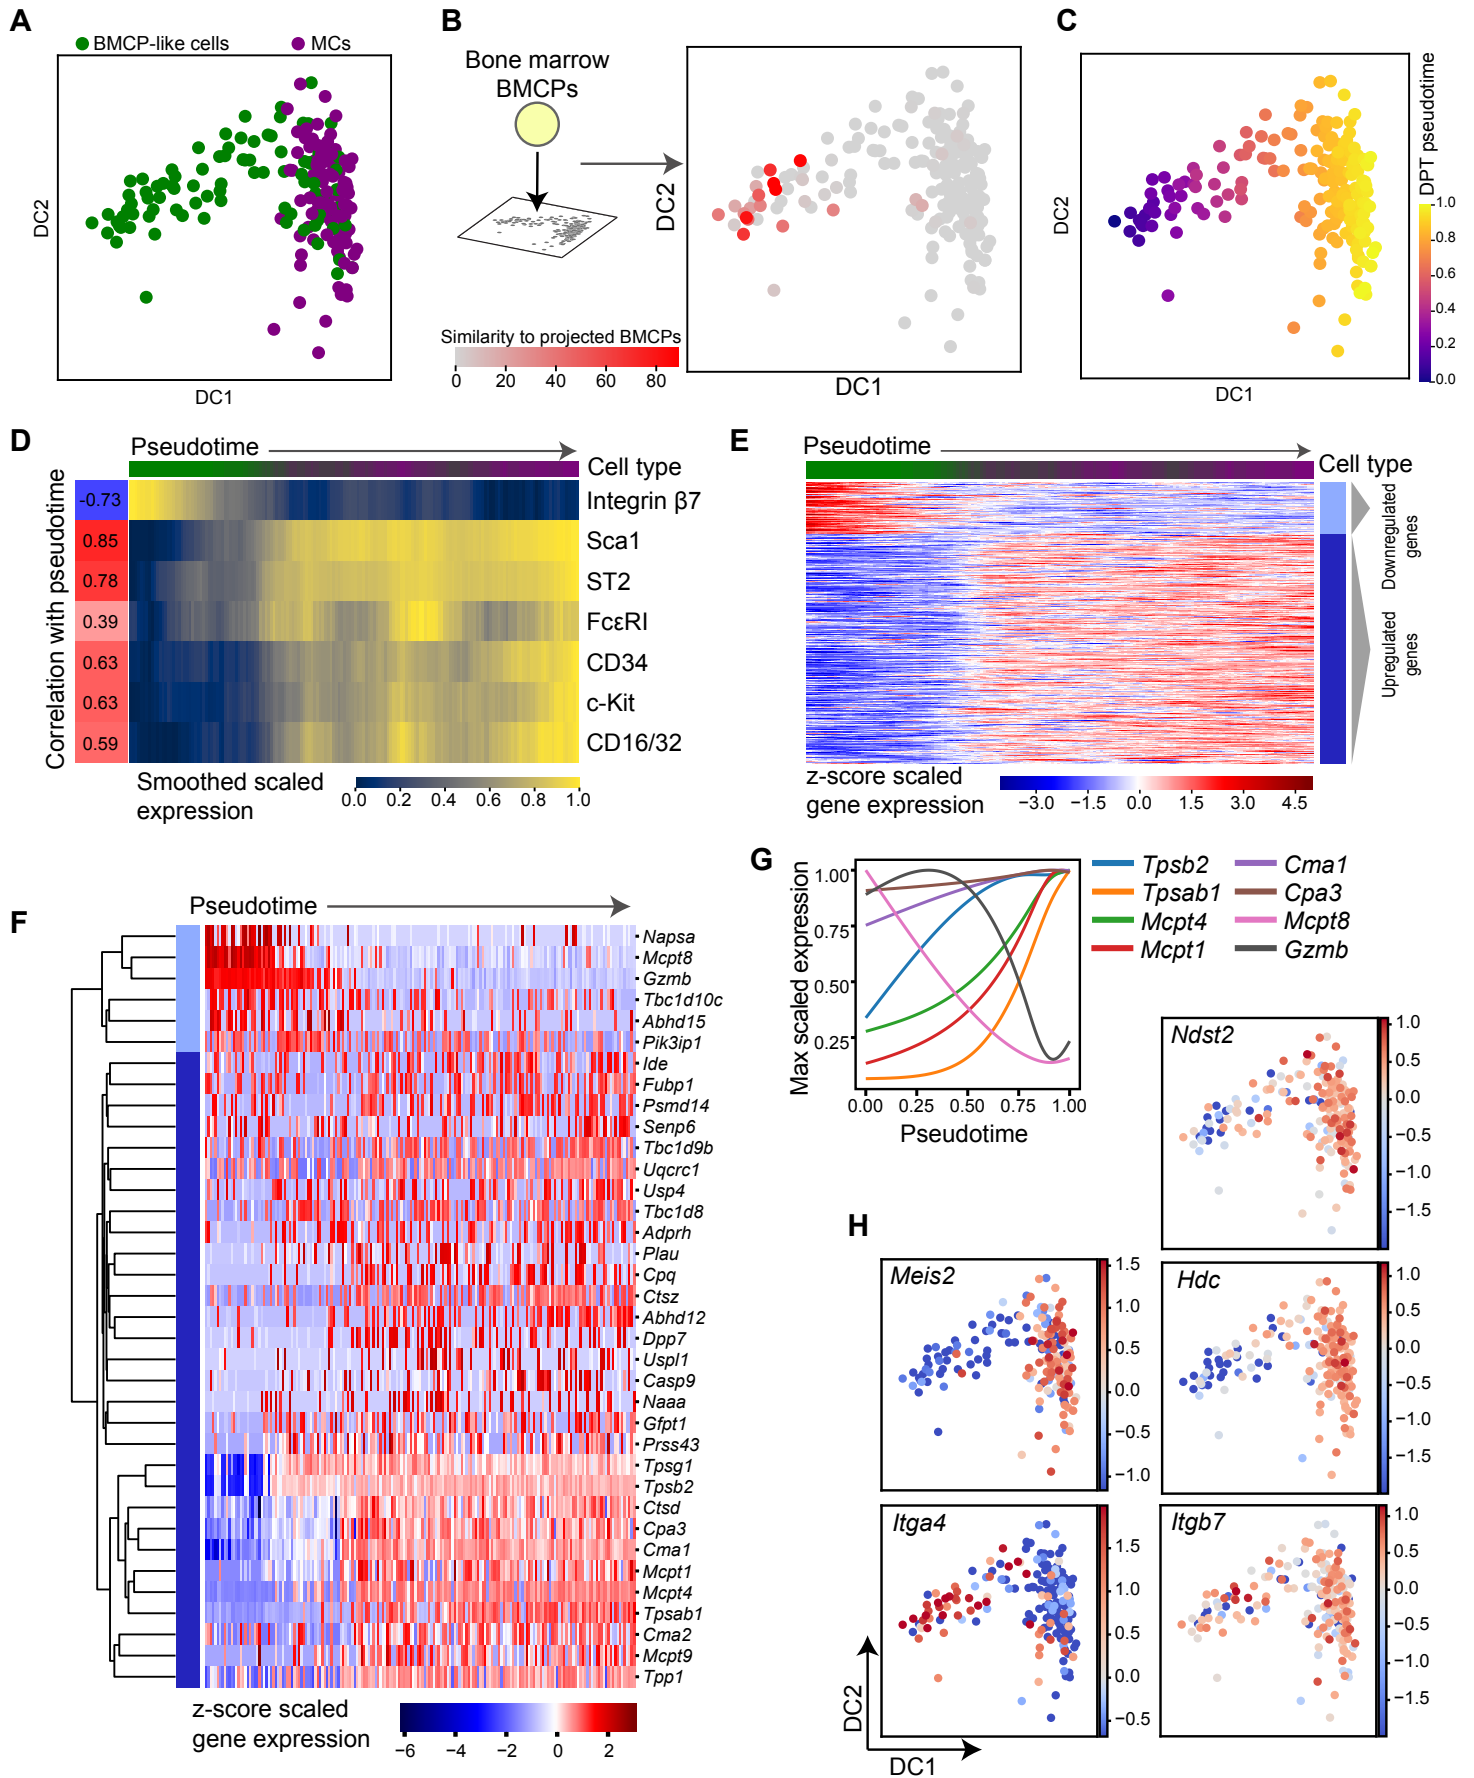 A
BMCP-like cells
MCs
DC2
DC1
B
Bone marrow
BMCPs
Similarity to projected BMCPs
0 20 40 60 80
DC2
DC1
C
DC2
DC1
DPT pseudotime
1.0
0.8
0.6
0.4
0.2
0.0
D
Pseudotime
Cell type
Correlation with pseudotime
-0.73 Integrin β7
0.85 Sca1
0.78 ST2
0.39 FcεRI
0.63 CD34
0.63 c-Kit
0.59 CD16/32
Smoothed scaled
expression
0.0 0.2 0.4 0.6 0.8 1.0
E
Pseudotime
Cell type
Downregulated
genes
Upregulated
genes
z-score scaled
gene expression
−3.0 −1.5 0.0 1.5 3.0 4.5
F
Pseudotime
Napsa
Mcpt8
Gzmb
Tbc1d10c
Abhd15
Pik3ip1
Ide
Fubp1
Psmd14
Senp6
Tbc1d9b
Uqcrc1
Usp4
Tbc1d8
Adprh
Plau
Cpq
Ctsz
Abhd12
Dpp7
Uspl1
Casp9
Naaa
Gfpt1
Prss43
Tpsg1
Tpsb2
Ctsd
Cpa3
Cma1
Mcpt1
Mcpt4
Tpsab1
Cma2
Mcpt9
Tpp1
z-score scaled
gene expression
−6 −4 −2 0 2
G
Max scaled expression
1.00
0.75
0.50
0.25
0.00 0.25 0.50 0.75 1.00
Pseudotime
Tpsb2
Tpsab1
Mcpt4
Mcpt1
Cma1
Cpa3
Mcpt8
Gzmb
H
Ndst2
1.0
0.5
0.0
−0.5
−1.0
−1.5
Meis2
1.5
1.0
0.5
0.0
−0.5
−1.0
Hdc
1.0
0.5
0.0
−0.5
−1.0
−1.5
Itga4
1.5
1.0
0.5
0.0
−0.5
Itgb7
1.0
0.5
0.0
−0.5
−1.0
−1.5
DC2
DC1